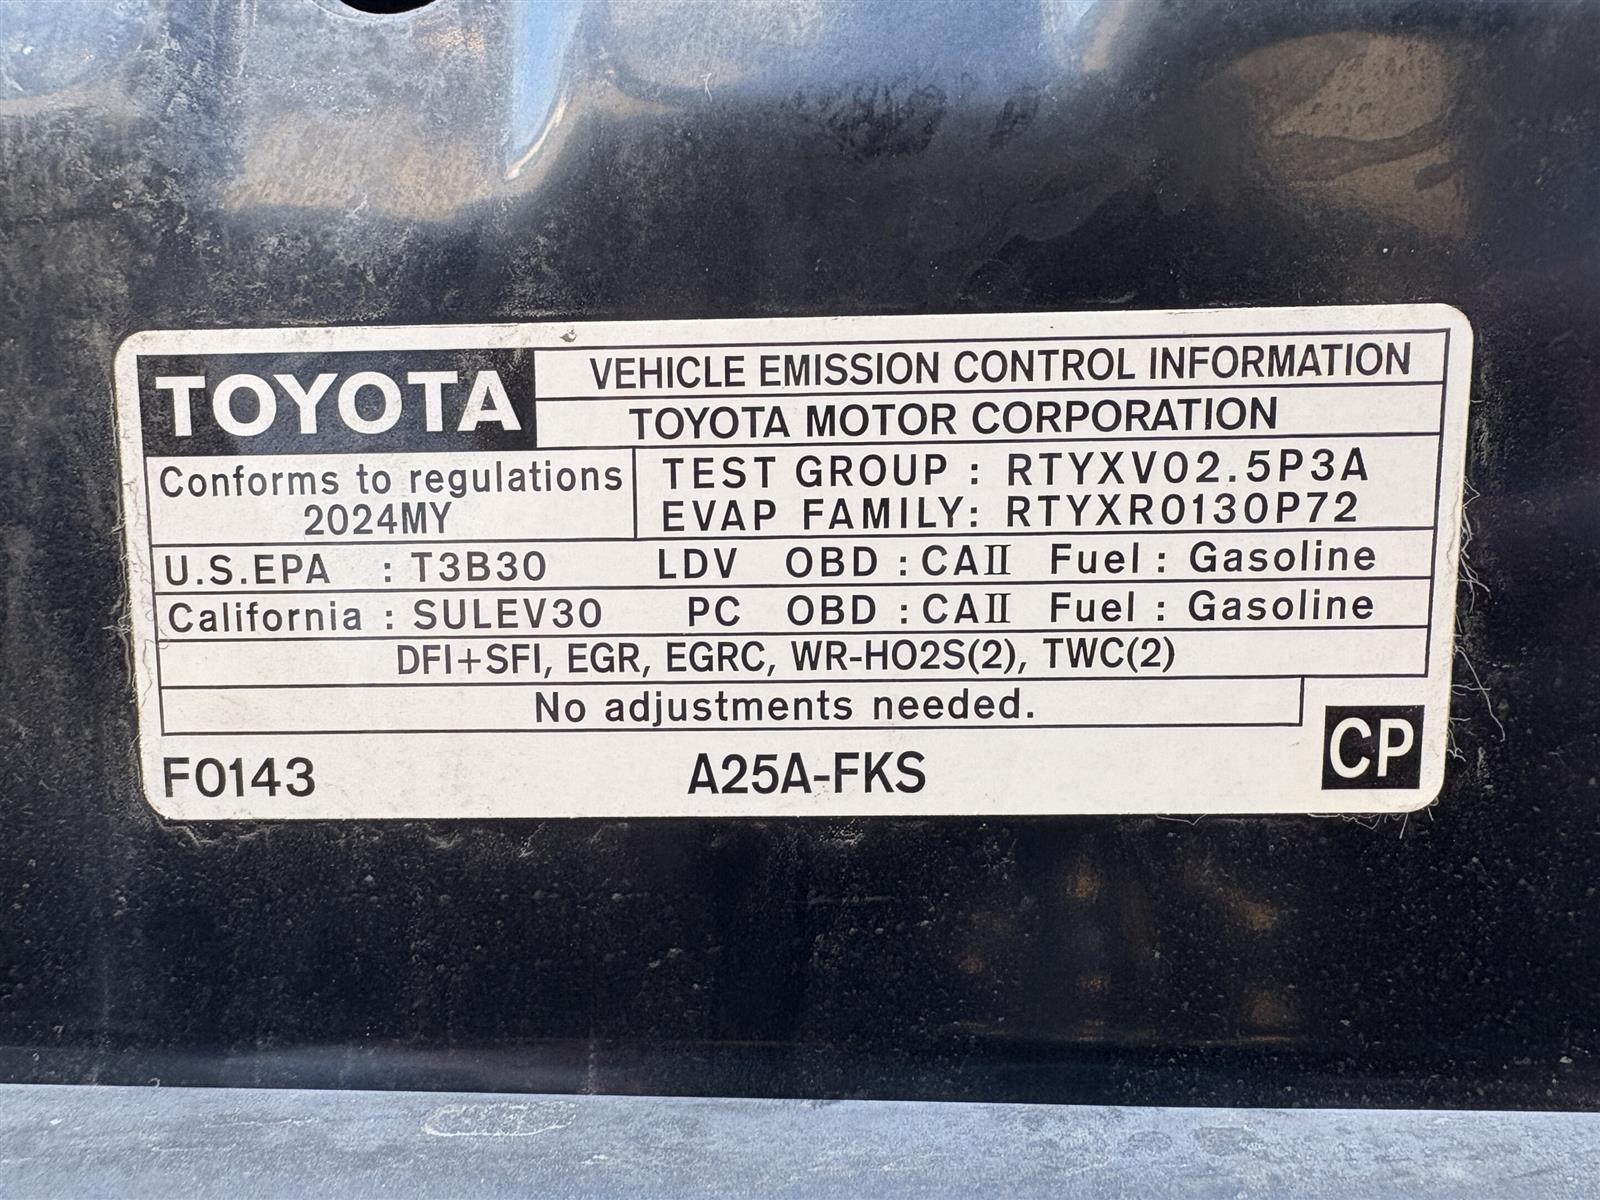 TOYOTA
VEHICLE EMISSION CONTROL INFORMATION
TOYOTA MOTOR CORPORATION
Conforms to regulations
2024MY
TEST GROUP : RTYXV02.5P3A
EVAP FAMILY: RTYXR0130P72
U.S.EPA : T3B30 LDV OBD : CAII Fuel : Gasoline
California : SULEV30 PC OBD : CAII Fuel : Gasoline
DFI+SFI, EGR, EGRC, WR-HO2S(2), TWC(2)
No adjustments needed.
F0143 A25A-FKS CP